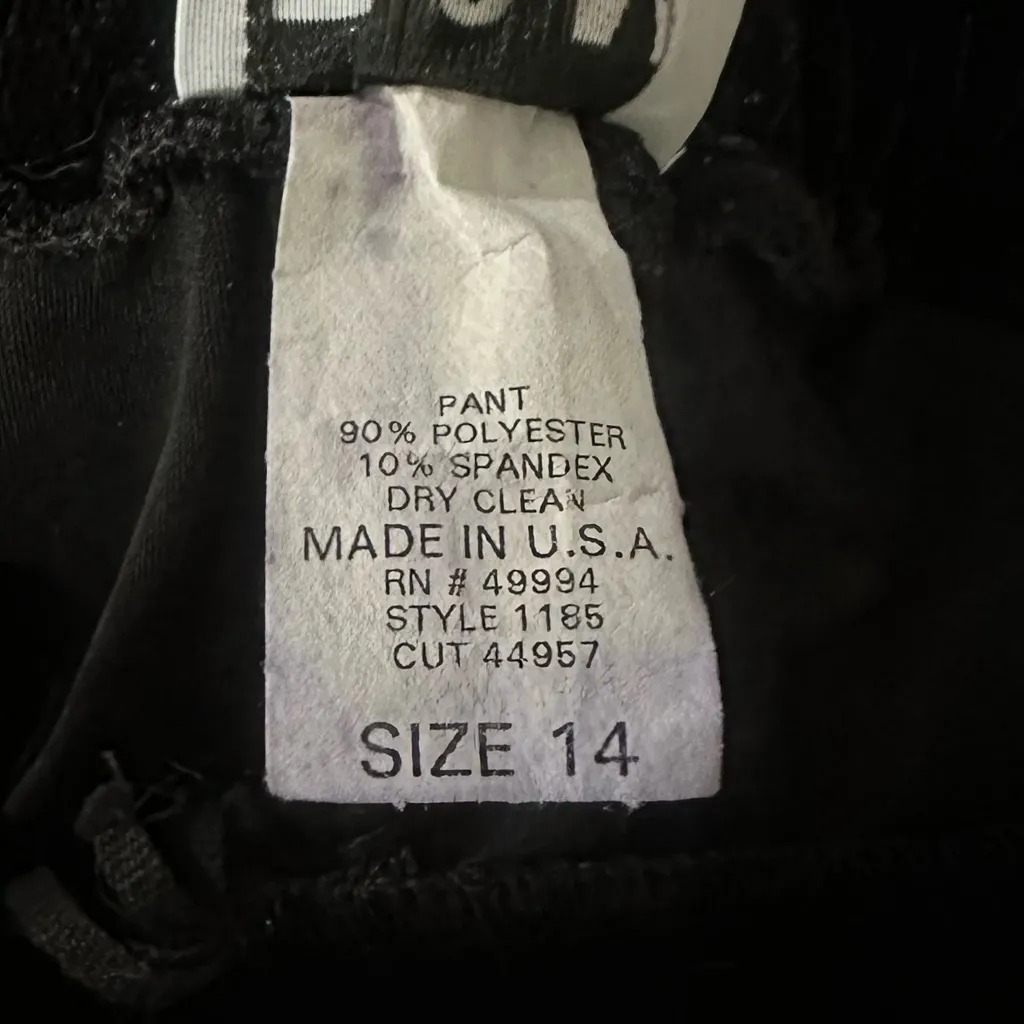 PANT
90% POLYESTER
10% SPANDEX
DRY CLEAN
MADE IN U.S.A.
RN # 49994
STYLE 1185
CUT 44957
SIZE 14